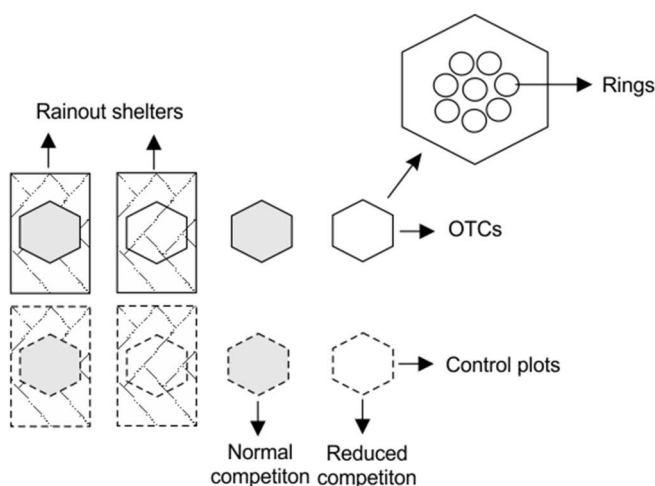 Rings
Rainout shelters
OTCs
Control plots
Normal
competiton
Reduced
competiton